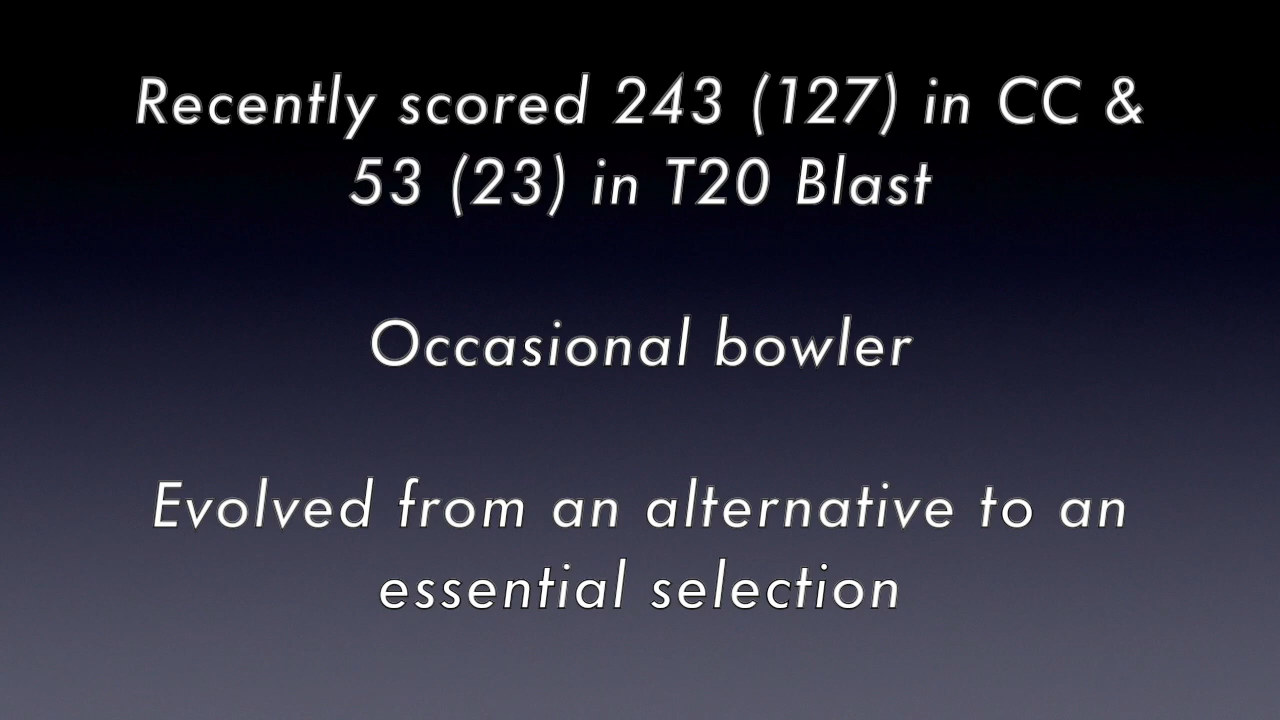 Recently scored 243 (127) in CC &
53 (23) in T20 Blast
Occasional bowler
Evolved from an alternative to an
essential selection